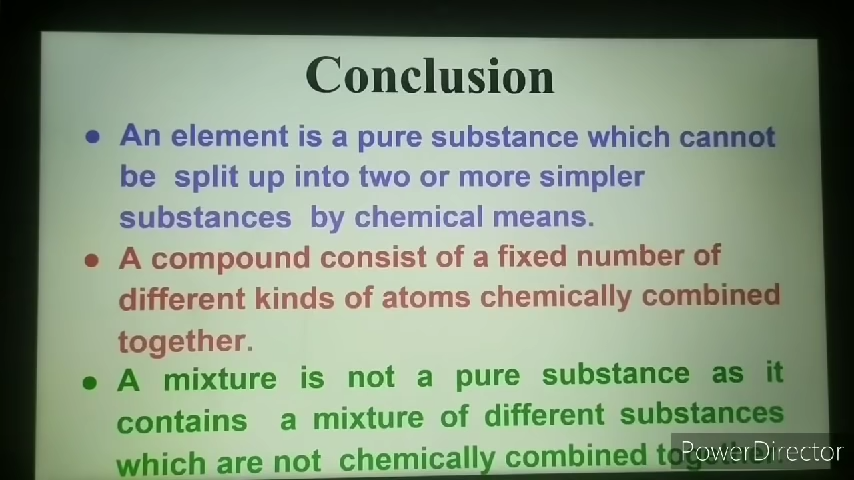 Conclusion
• An element is a pure substance which cannot
be split up into two or more simpler
substances by chemical means.
• A compound consist of a fixed number of
different kinds of atoms chemically combined
together.
• A mixture is not a pure substance as it
contains a mixture of different substances
which are not chemically combined together.
PowerDirector